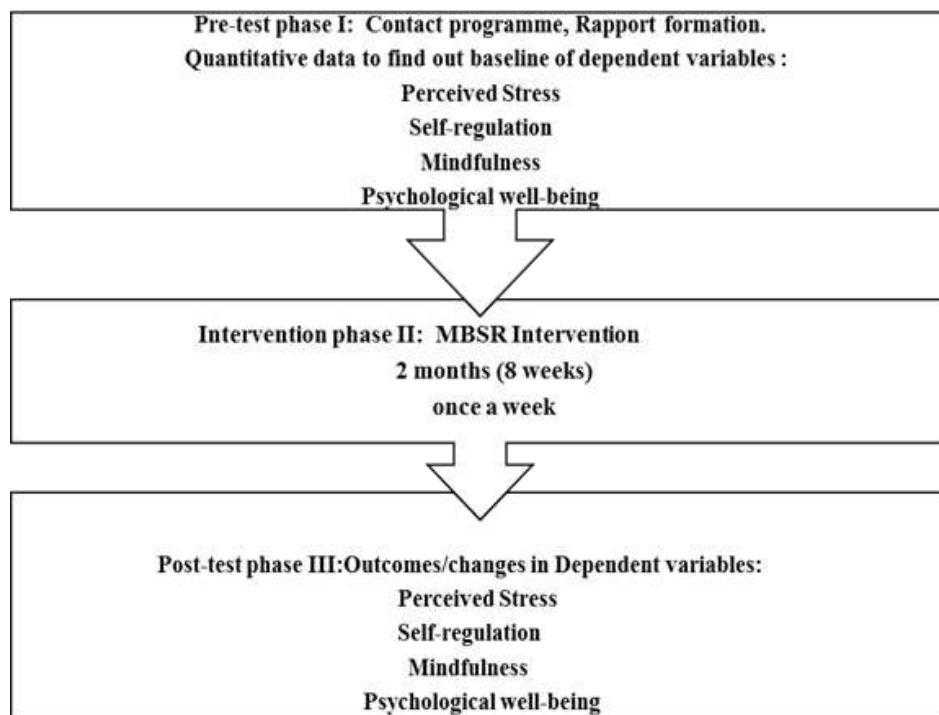 Pre-test phase I: Contact programme, Rapport formation.
Quantitative data to find out baseline of dependent variables :
Perceived Stress
Self-regulation
Mindfulness
Psychological well-being
Intervention phase II: MBSR Intervention
2 months (8 weeks)
once a week
Post-test phase III:Outcomes/changes in Dependent variables:
Perceived Stress
Self-regulation
Mindfulness
Psychological well-being